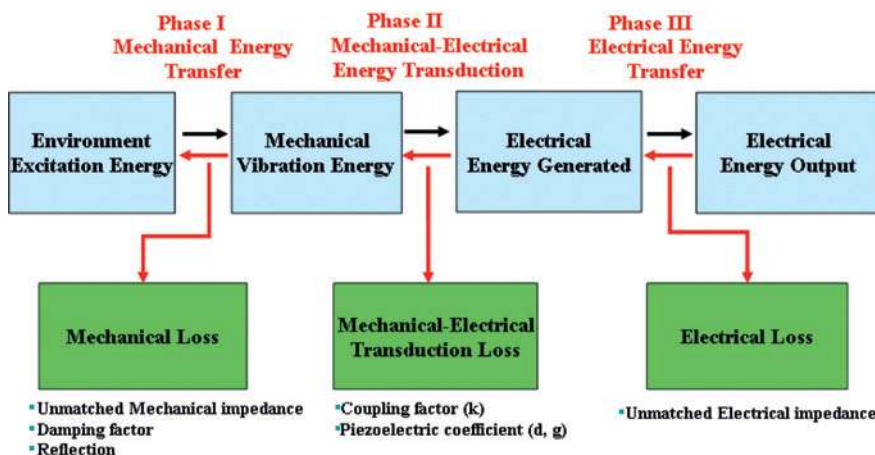 Phase I
Mechanical Energy
Transfer
Phase II
Mechanical-Electrical
Energy Transduction
Phase III
Electrical Energy
Transfer
Environment
Excitation Energy
Mechanical
Vibration Energy
Electrical
Energy Generated
Electrical
Energy Output
Mechanical Loss
Mechanical-Electrical
Transduction Loss
Electrical Loss
▪Unmatched Mechanical impedance
▪Damping factor
▪Reflection
▪Coupling factor (k)
▪Piezoelectric coefficient (d, g)
▪Unmatched Electrical impedance